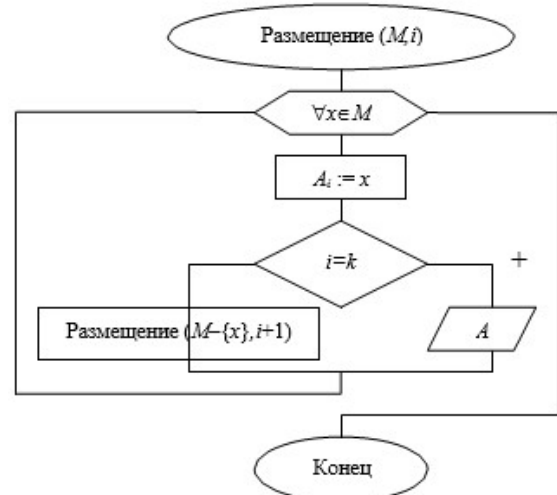 Размещение (M,i)
∀x∈M
Aᵢ := x
i=k
+
Размещение (M–{x},i+1)
A
Конец